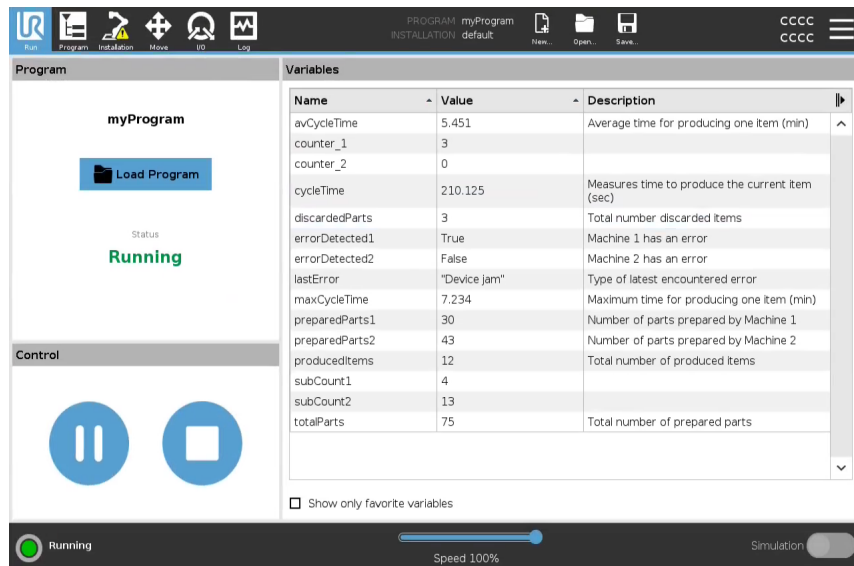 UR
PROGRAM myProgram
INSTALLATION default
CCCC
CCCC
Run Program Installation Move I/O Log New... Open... Save...
Program
myProgram
Load Program
Status
Running
Control
Variables
Name Value Description
avCycleTime 5.451 Average time for producing one item (min)
counter_1 3
counter_2 0
cycleTime 210.125 Measures time to produce the current item
(sec)
discardedParts 3 Total number discarded items
errorDetected1 True Machine 1 has an error
errorDetected2 False Machine 2 has an error
lastError "Device jam" Type of latest encountered error
maxCycleTime 7.234 Maximum time for producing one item (min)
preparedParts1 30 Number of parts prepared by Machine 1
preparedParts2 43 Number of parts prepared by Machine 2
producedItems 12 Total number of produced items
subCount1 4
subCount2 13
totalParts 75 Total number of prepared parts
Show only favorite variables
Running
Speed 100%
Simulation